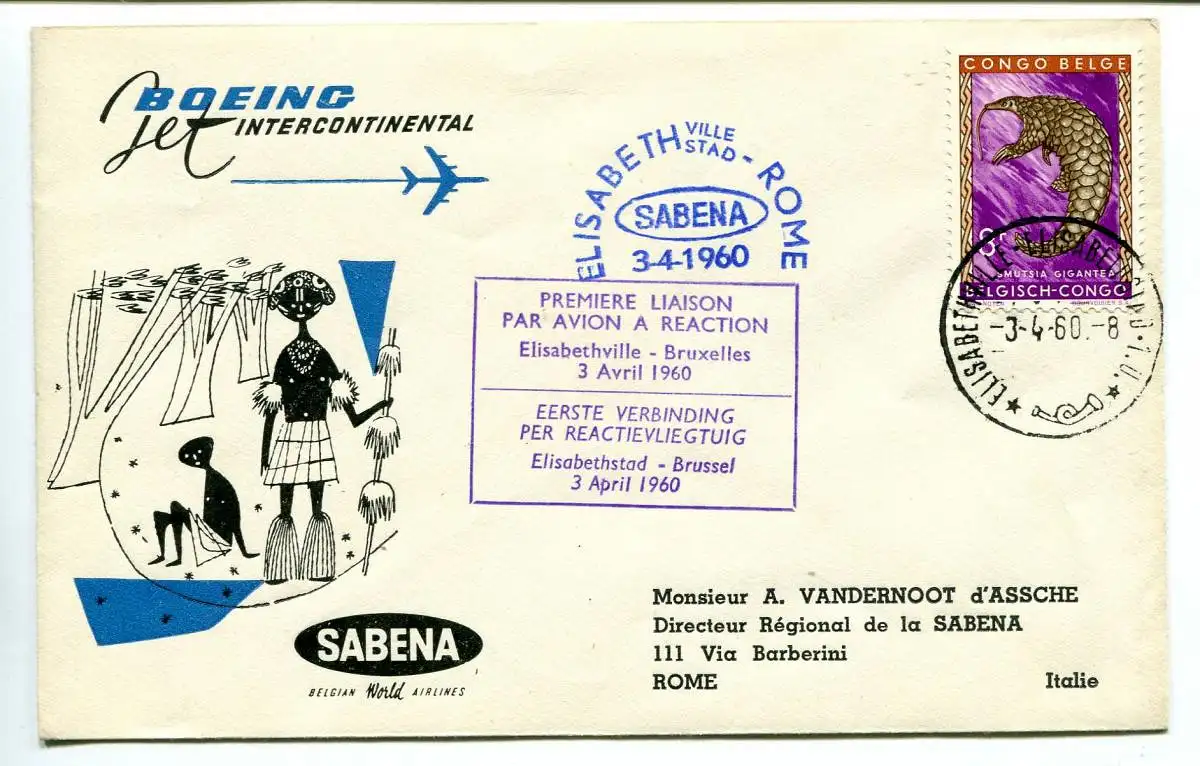 BOEING
Jet INTERCONTINENTAL
ELISABETH VILLE STAD - ROME
SABENA
3-4-1960
PREMIERE LIAISON
PAR AVION A REACTION
Elisabethville - Bruxelles
3 Avril 1960
EERSTE VERBINDING
PER REACTIEVLIEGTUIG
Elisabethstad - Brussel
3 April 1960
CONGO BELGE
SMUTSIA GIGANTEA
BELGISCH-CONGO
-3-4-60.-8
SABENA
BELGIAN World AIRLINES
Monsieur A. VANDERNOOT d'ASSCHE
Directeur Régional de la SABENA
111 Via Barberini
ROME Italie